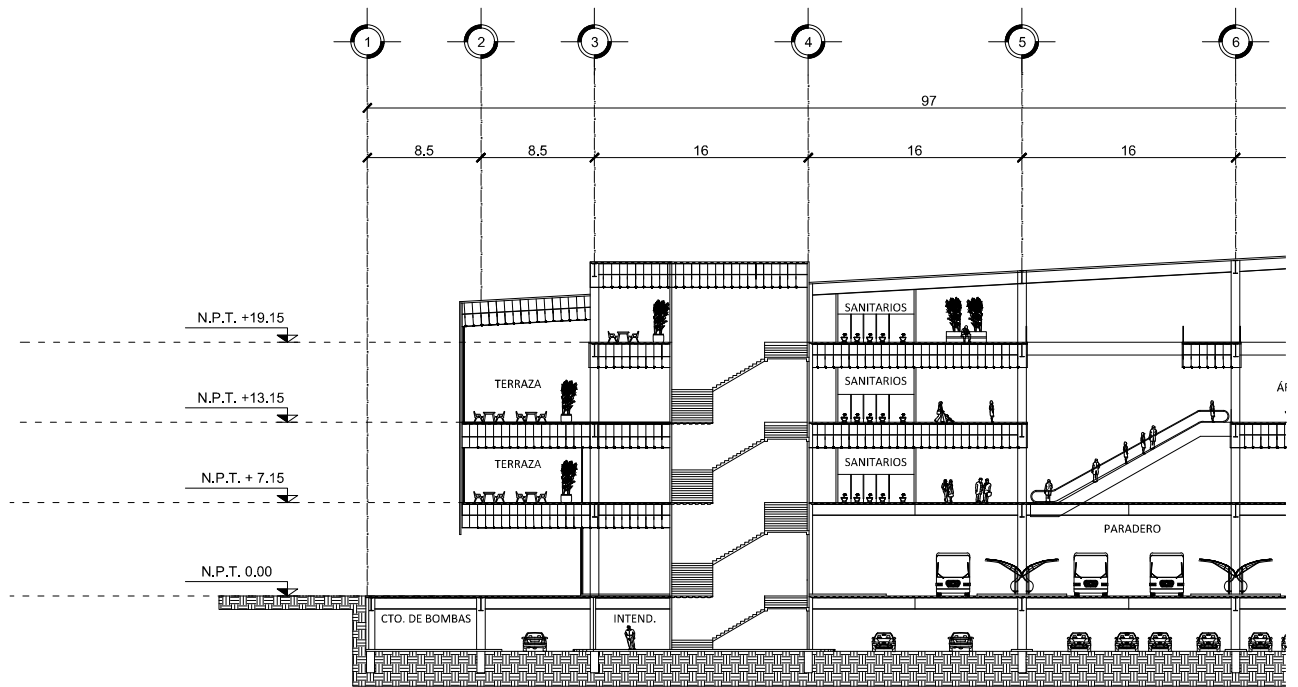 1 2 3 4 5 6
97
8.5 8.5 16 16 16
SANITARIOS
N.P.T. +19.15
TERRAZA SANITARIOS
N.P.T. +13.15
TERRAZA SANITARIOS
N.P.T. + 7.15
PARADERO
N.P.T. 0.00
CTO. DE BOMBAS INTEND.